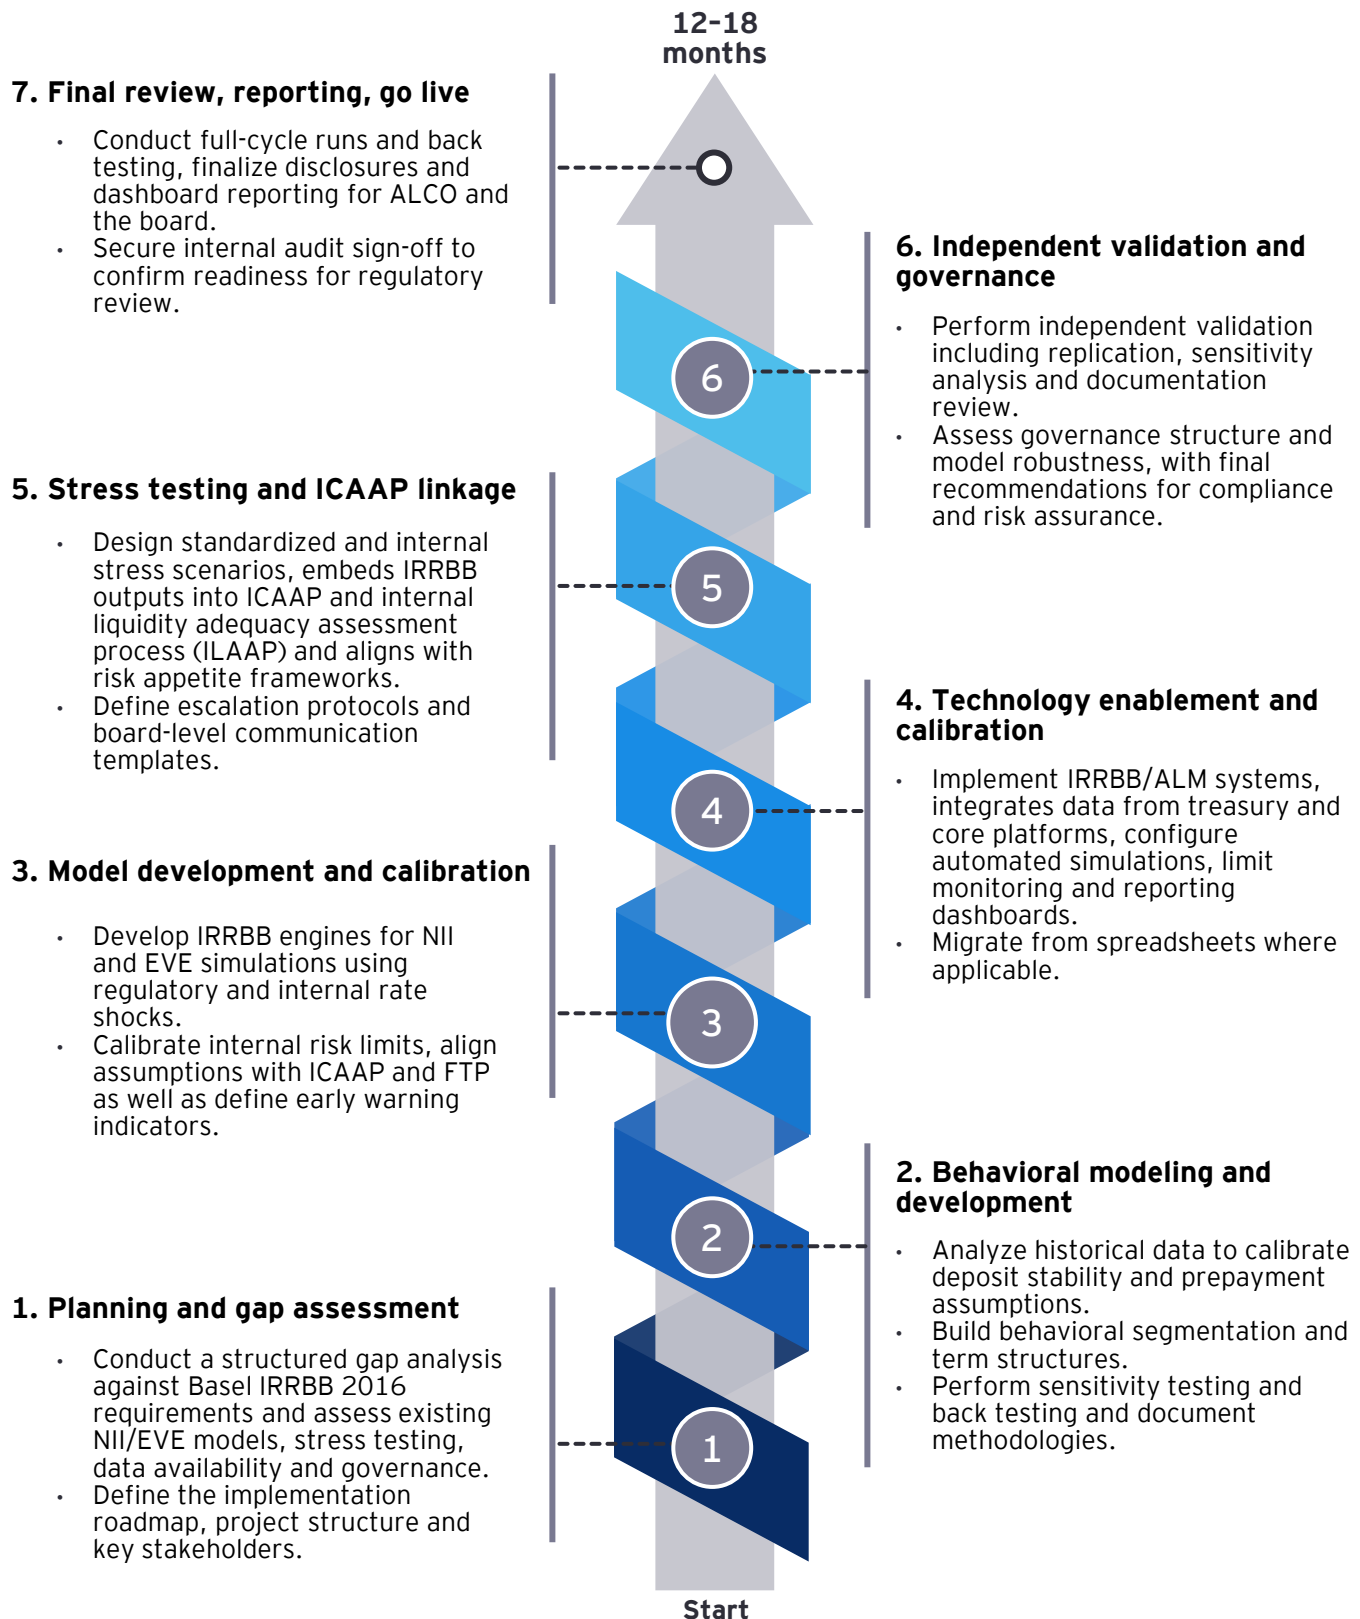 12–18
months
7. Final review, reporting, go live
• Conduct full-cycle runs and back
testing, finalize disclosures and
dashboard reporting for ALCO and
the board.
• Secure internal audit sign-off to
confirm readiness for regulatory
review.
6. Independent validation and
governance
• Perform independent validation
including replication, sensitivity
analysis and documentation
review.
• Assess governance structure and
model robustness, with final
recommendations for compliance
and risk assurance.
6
5. Stress testing and ICAAP linkage
• Design standardized and internal
stress scenarios, embeds IRRBB
outputs into ICAAP and internal
liquidity adequacy assessment
process (ILAAP) and aligns with
risk appetite frameworks.
• Define escalation protocols and
board-level communication
templates.
5
4. Technology enablement and
calibration
• Implement IRRBB/ALM systems,
integrates data from treasury and
core platforms, configure
automated simulations, limit
monitoring and reporting
dashboards.
• Migrate from spreadsheets where
applicable.
4
3. Model development and calibration
• Develop IRRBB engines for NII
and EVE simulations using
regulatory and internal rate
shocks.
• Calibrate internal risk limits, align
assumptions with ICAAP and FTP
as well as define early warning
indicators.
3
2. Behavioral modeling and
development
• Analyze historical data to calibrate
deposit stability and prepayment
assumptions.
• Build behavioral segmentation and
term structures.
• Perform sensitivity testing and
back testing and document
methodologies.
2
1. Planning and gap assessment
• Conduct a structured gap analysis
against Basel IRRBB 2016
requirements and assess existing
NII/EVE models, stress testing,
data availability and governance.
• Define the implementation
roadmap, project structure and
key stakeholders.
1
Start